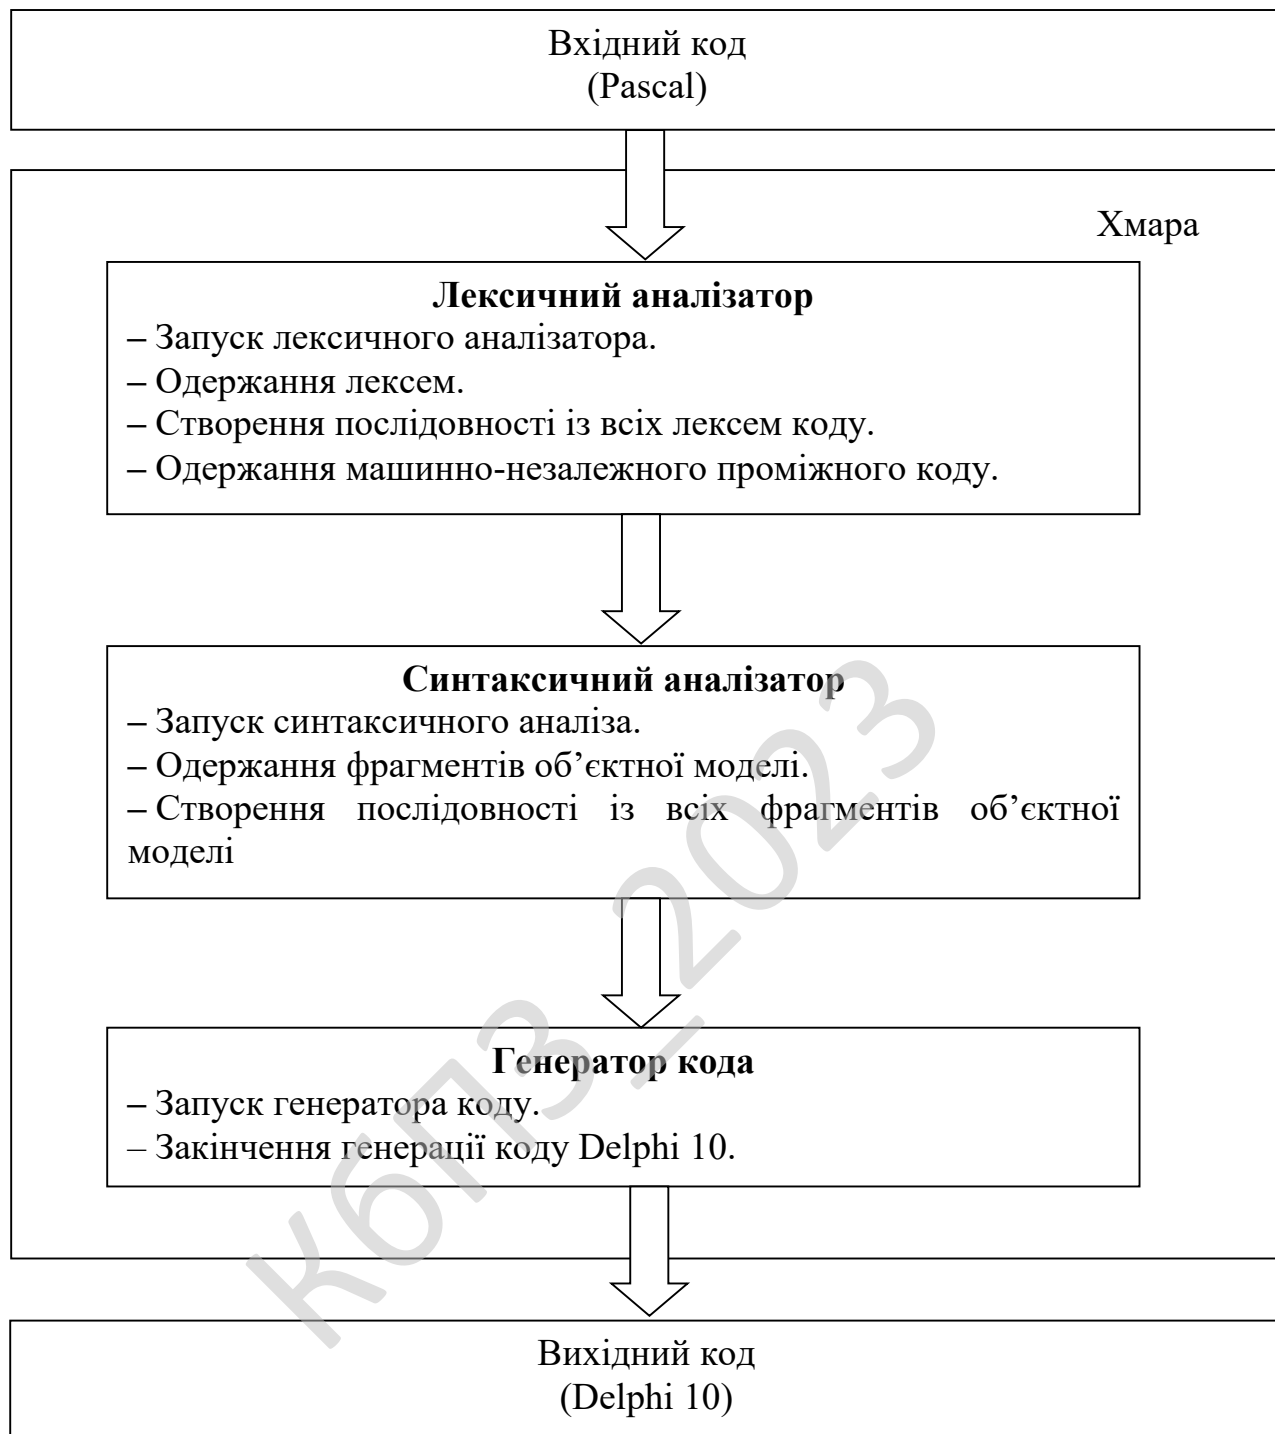 Вхідний код
(Pascal)
Хмара
Лексичний аналізатор
– Запуск лексичного аналізатора.
– Одержання лексем.
– Створення послідовності із всіх лексем коду.
– Одержання машинно-незалежного проміжного коду.
Синтаксичний аналізатор
– Запуск синтаксичного аналіза.
– Одержання фрагментів об’єктної моделі.
– Створення послідовності із всіх фрагментів об’єктної
моделі
Генератор кода
– Запуск генератора коду.
– Закінчення генерації коду Delphi 10.
Вихідний код
(Delphi 10)
КбПЗ_2023